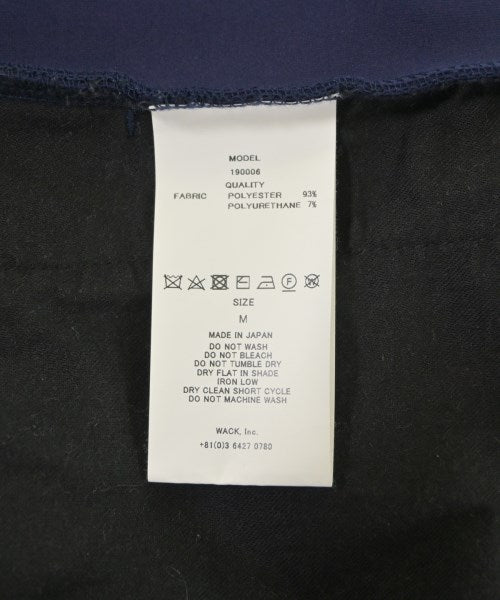 MODEL
190006
QUALITY
FABRIC POLYESTER 93%
POLYURETHANE 7%
SIZE
M
MADE IN JAPAN
DO NOT WASH
DO NOT BLEACH
DO NOT TUMBLE DRY
DRY FLAT IN SHADE
IRON LOW
DRY CLEAN SHORT CYCLE
DO NOT MACHINE WASH
WACK, Inc.
+81(0)3 6427 0780